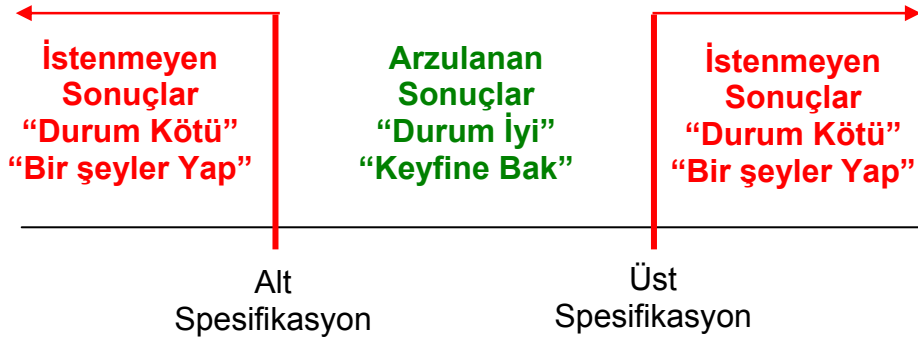 İstenmeyen
Sonuçlar
“Durum Kötü”
“Bir şeyler Yap”
Arzulanan
Sonuçlar
“Durum İyi”
“Keyfine Bak”
İstenmeyen
Sonuçlar
“Durum Kötü”
“Bir şeyler Yap”
Alt
Spesifikasyon
Üst
Spesifikasyon